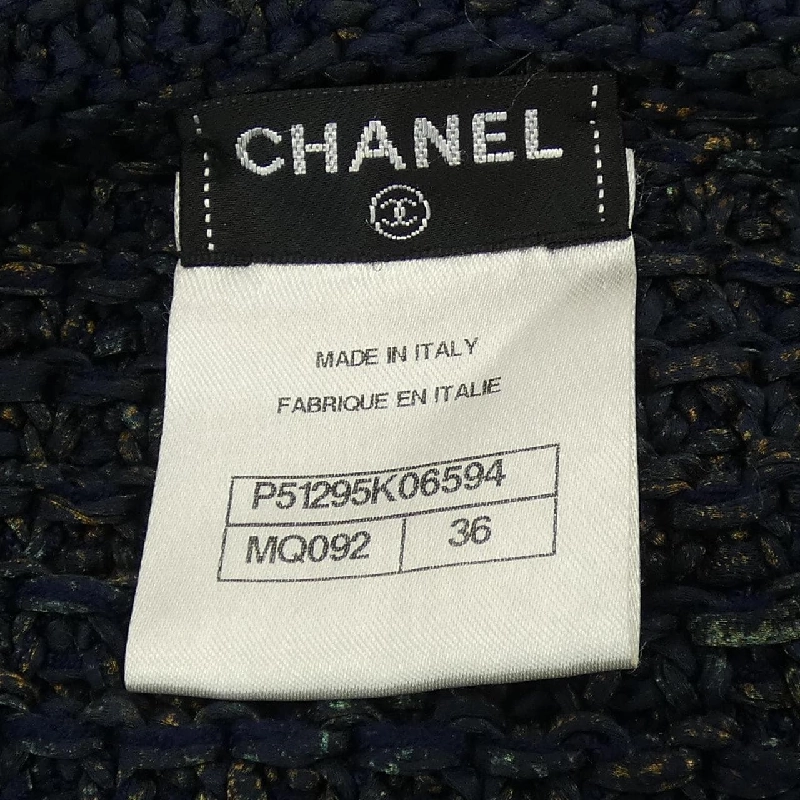 CHANEL
MADE IN ITALY
FABRIQUE EN ITALIE
P51295K06594
MQ092 36